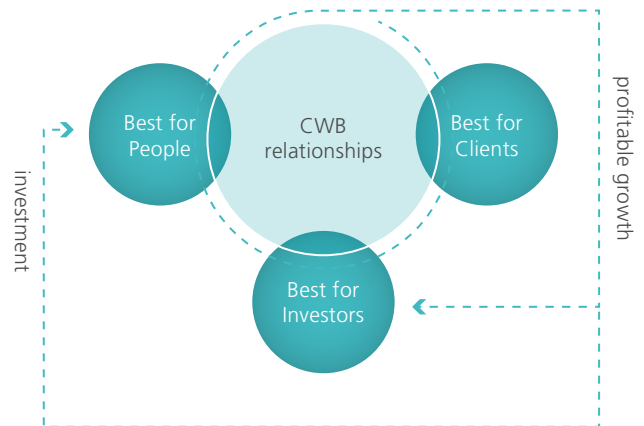 Best for
People
CWB
relationships
Best for
Clients
Best for
Investors
investment
profitable growth